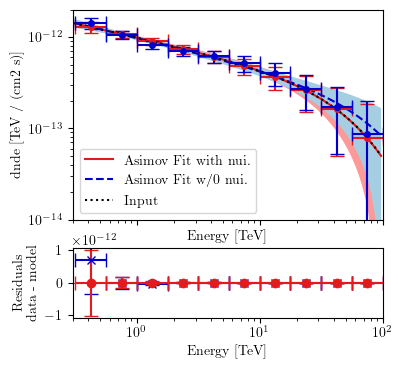 10⁻¹²
10⁻¹³
10⁻¹⁴
dnde [TeV / (cm2 s)]
Asimov Fit with nui.
Asimov Fit w/0 nui.
Input
Energy [TeV]
×10⁻¹²
1
0
−1
Residuals
data - model
10⁰
10¹
10²
Energy [TeV]